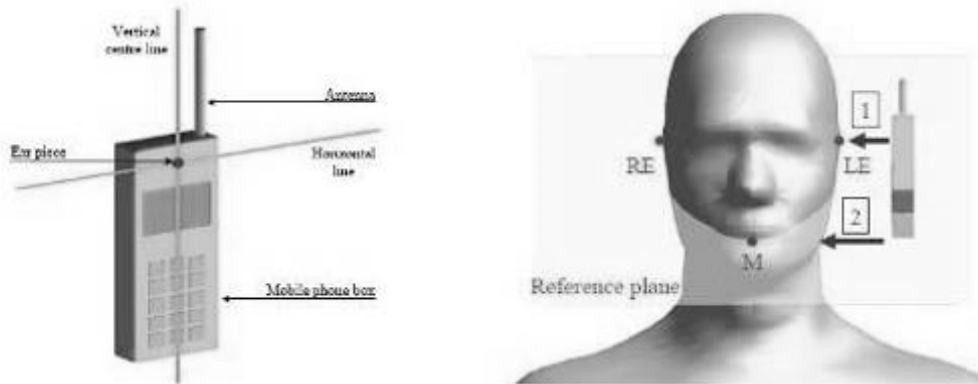 Vertical
centre line
Antenna
Ear piece
Horizontal
line
Mobile phone box
1
RE
LE
2
M
Reference plane